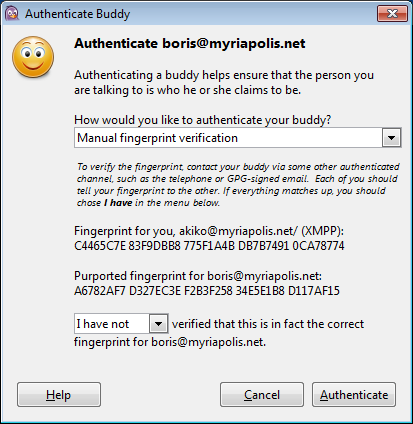 Authenticate Buddy
Authenticate boris@myriapolis.net
Authenticating a buddy helps ensure that the person you
are talking to is who he or she claims to be.
How would you like to authenticate your buddy?
Manual fingerprint verification
To verify the fingerprint, contact your buddy via some other authenticated
channel, such as the telephone or GPG-signed email. Each of you should
tell your fingerprint to the other. If everything matches up, you should
chose I have in the menu below.
Fingerprint for you, akiko@myriapolis.net/ (XMPP):
C4465C7E 83F9DBB8 775F1A4B DB7B7491 0CA78774
Purported fingerprint for boris@myriapolis.net:
A6782AF7 D327EC3E F2B3F258 34E5E1B8 D117AF15
I have not verified that this is in fact the correct
fingerprint for boris@myriapolis.net.
Help Cancel Authenticate